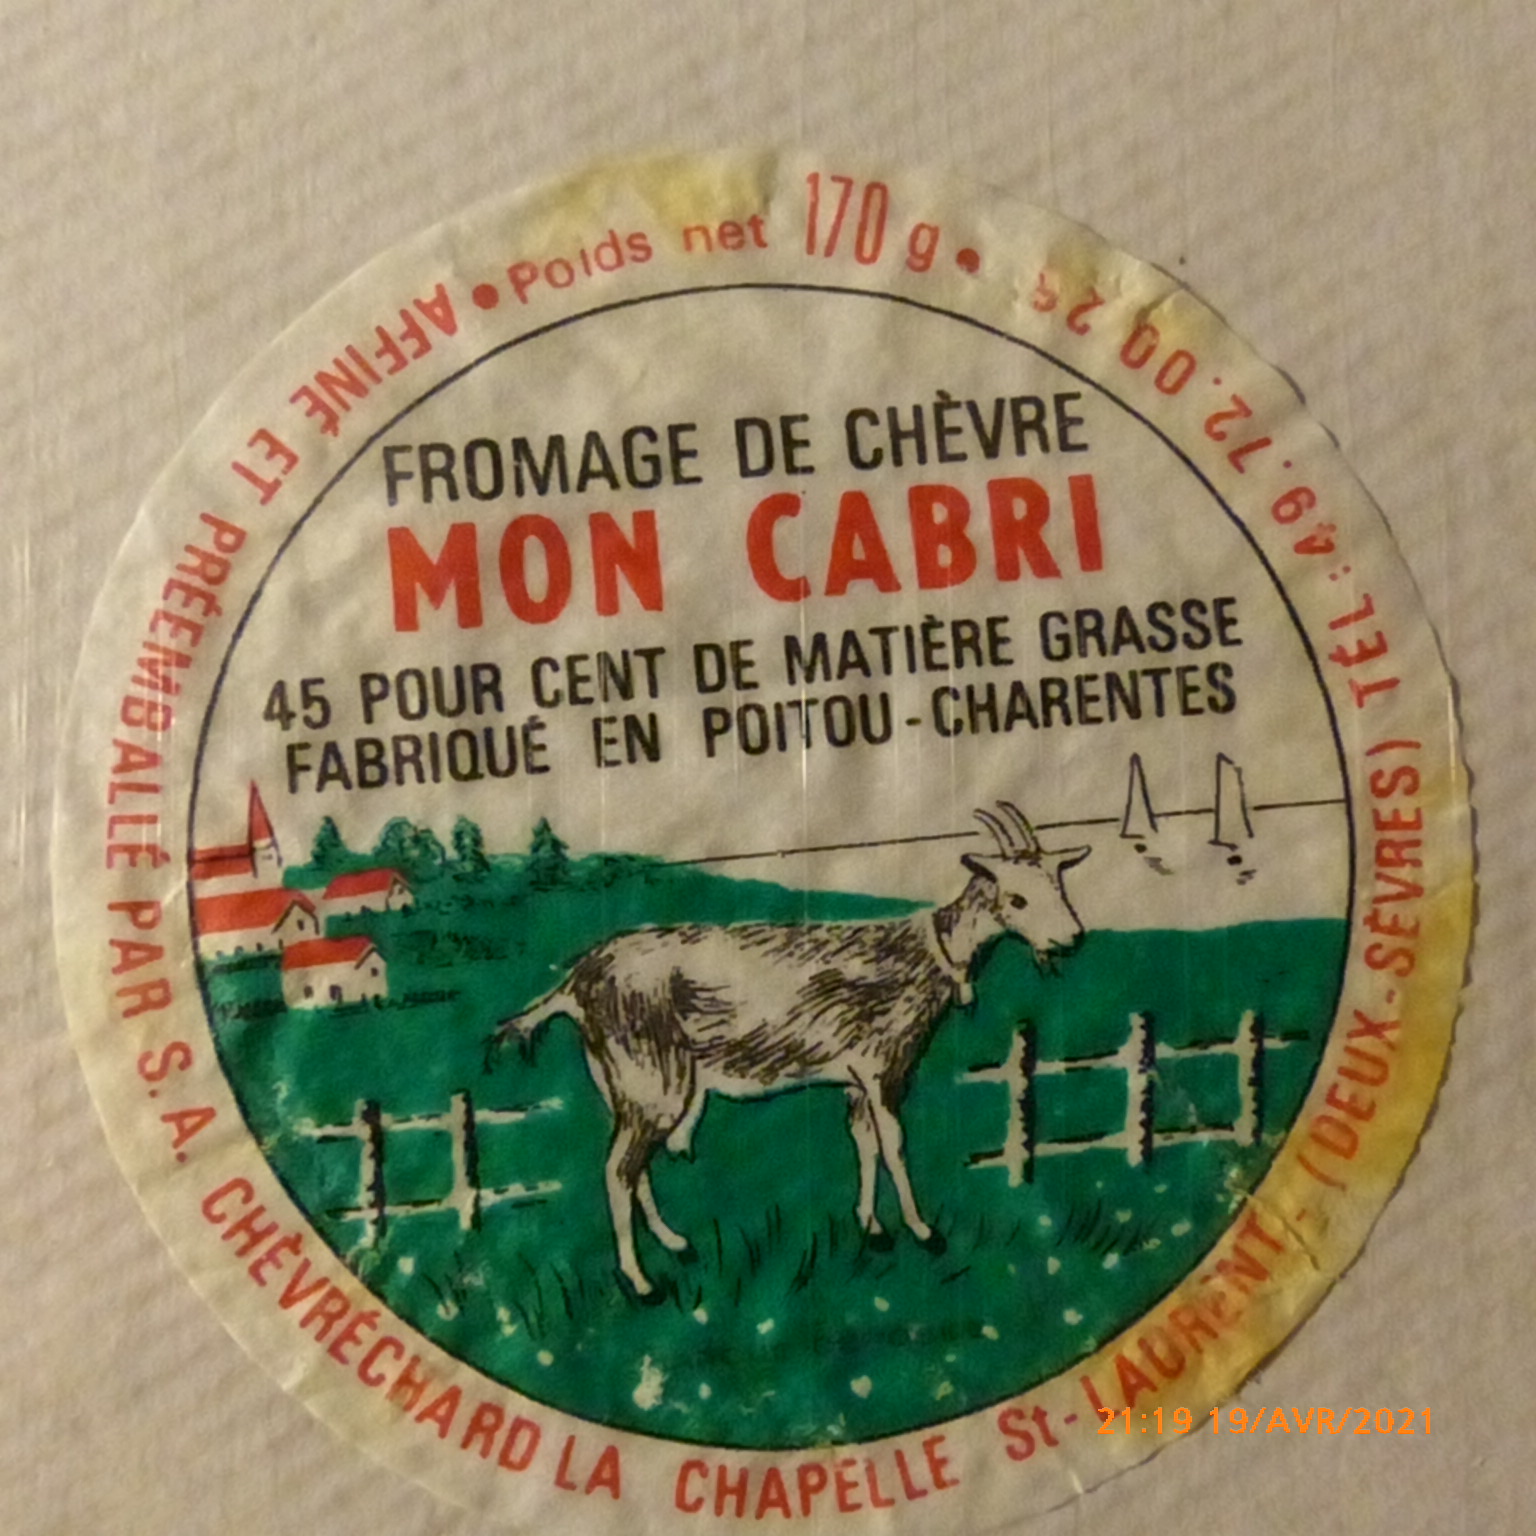 Poids net 170 g •
FROMAGE DE CHÈVRE
MON CABRI
45 POUR CENT DE MATIÈRE GRASSE
FABRIQUÉ EN POITOU-CHARENTES
• AFFINÉ ET PRÉEMBALLÉ PAR S.A. CHÈVRÉCHARD LA CHAPELLE St-LAURENT - (DEUX-SÈVRES) TÉL: 49.72.00.25
21:19 19/AVR/2021